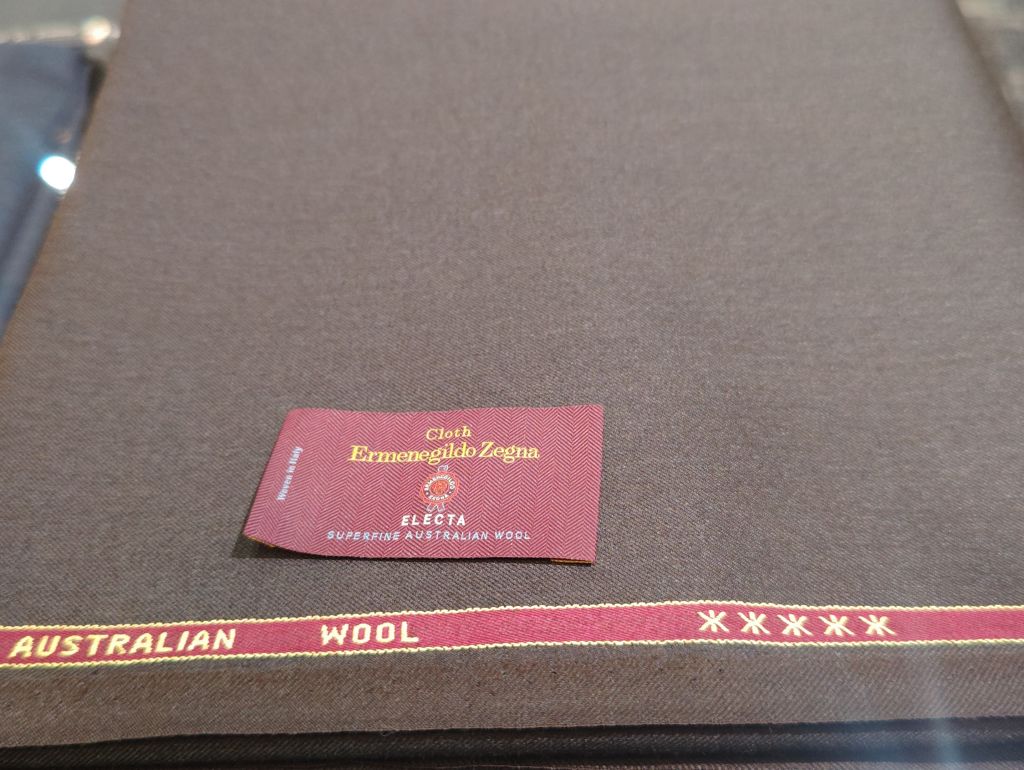 Cloth
Ermenegildo Zegna
Woven in Italy
ELECTA
SUPERFINE AUSTRALIAN WOOL
AUSTRALIAN WOOL *****